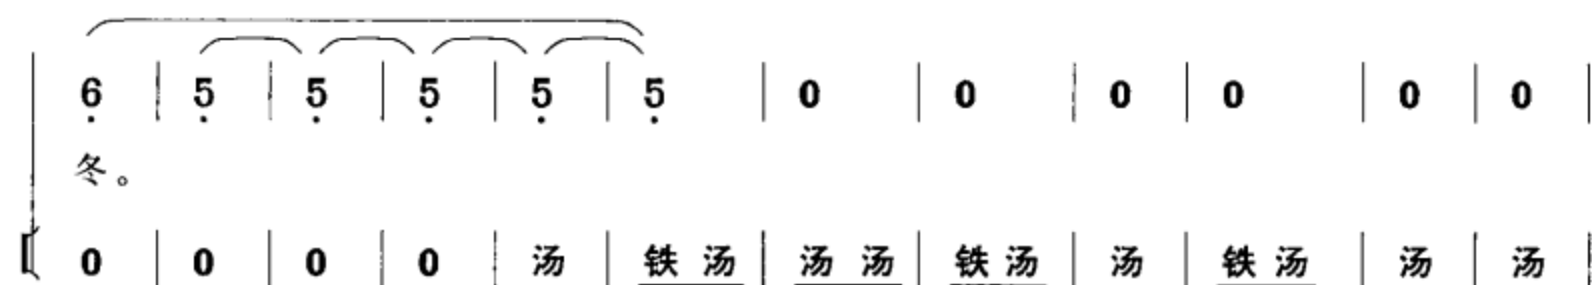 6 | 5 | 5 | 5 | 5 | 5 | 0 | 0 | 0 | 0 | 0 | 0 |
冬。
0 | 0 | 0 | 0 | 汤 | 铁 汤 | 汤 汤 | 铁 汤 | 汤 | 铁 汤 | 汤 | 汤